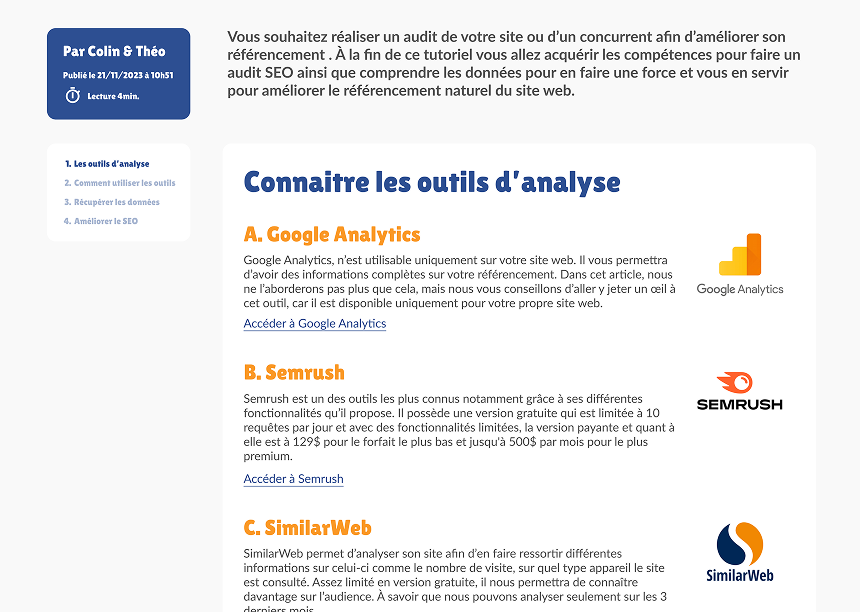 Par Colin & Théo
Publié le 21/11/2023 à 10h51
Lecture 4min.
Vous souhaitez réaliser un audit de votre site ou d’un concurrent afin d’améliorer son
référencement . À la fin de ce tutoriel vous allez acquérir les compétences pour faire un
audit SEO ainsi que comprendre les données pour en faire une force et vous en servir
pour améliorer le référencement naturel du site web.
1. Les outils d’analyse
2. Comment utiliser les outils
3. Récupérer les données
4. Améliorer le SEO
Connaitre les outils d’analyse
A. Google Analytics
Google Analytics, n’est utilisable uniquement sur votre site web. Il vous permettra
d’avoir des informations complètes sur votre référencement. Dans cet article, nous
ne l’aborderons pas plus que cela, mais nous vous conseillons d’aller y jeter un œil à
cet outil, car il est disponible uniquement pour votre propre site web.
Accéder à Google Analytics
Google Analytics
B. Semrush
Semrush est un des outils les plus connus notamment grâce à ses différentes
fonctionnalités qu’il propose. Il possède une version gratuite qui est limitée à 10
requêtes par jour et avec des fonctionnalités limitées, la version payante et quant à
elle est à 129$ pour le forfait le plus bas et jusqu’à 500$ par mois pour le plus
premium.
Accéder à Semrush
SEMRUSH
C. SimilarWeb
SimilarWeb permet d’analyser son site afin d’en faire ressortir différentes
informations sur celui-ci comme le nombre de visite, sur quel type appareil le site
est consulté. Assez limité en version gratuite, il nous permettra de connaître
davantage sur l’audience. À savoir que nous pouvons analyser seulement sur les 3
derniers mois.
SimilarWeb